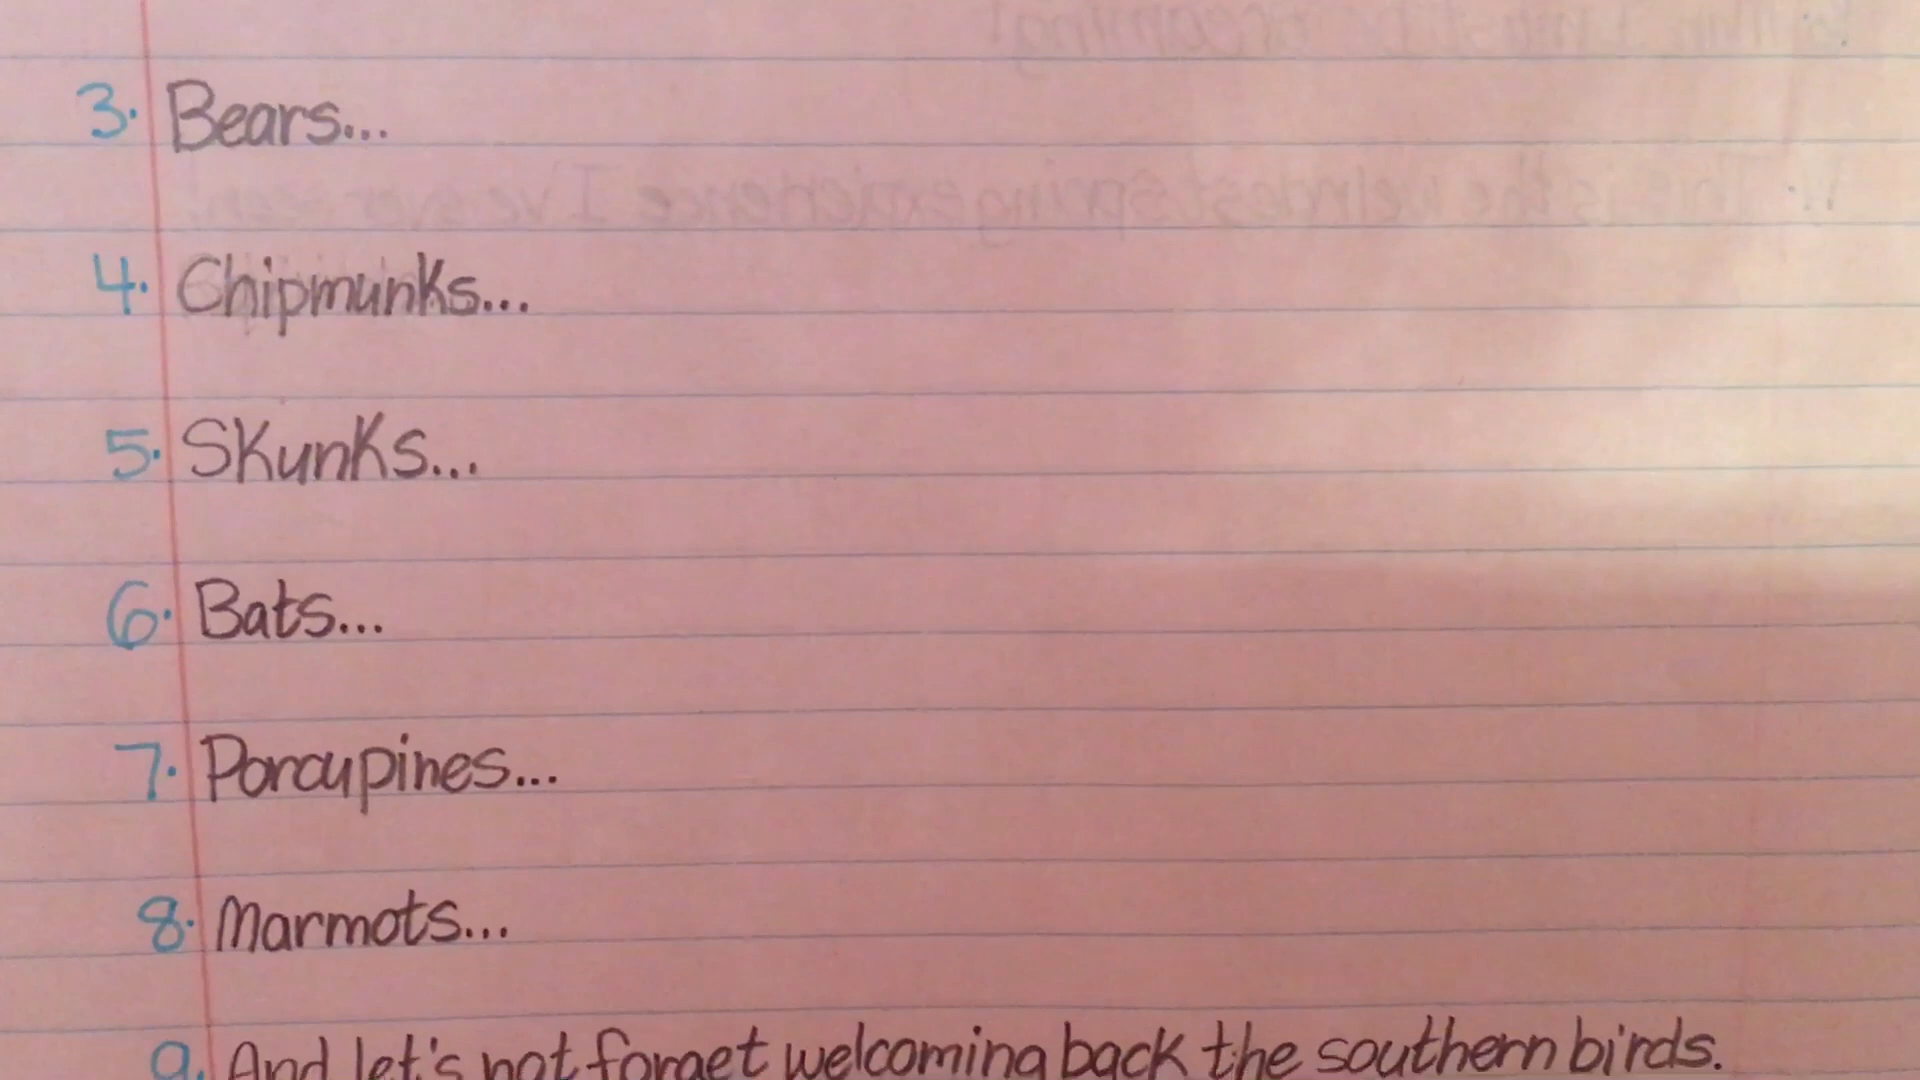 3. Bears...
4. Chipmunks...
5. Skunks...
6. Bats...
7. Porcupines...
8. Marmots...
9. And let's not forget welcoming back the southern birds.